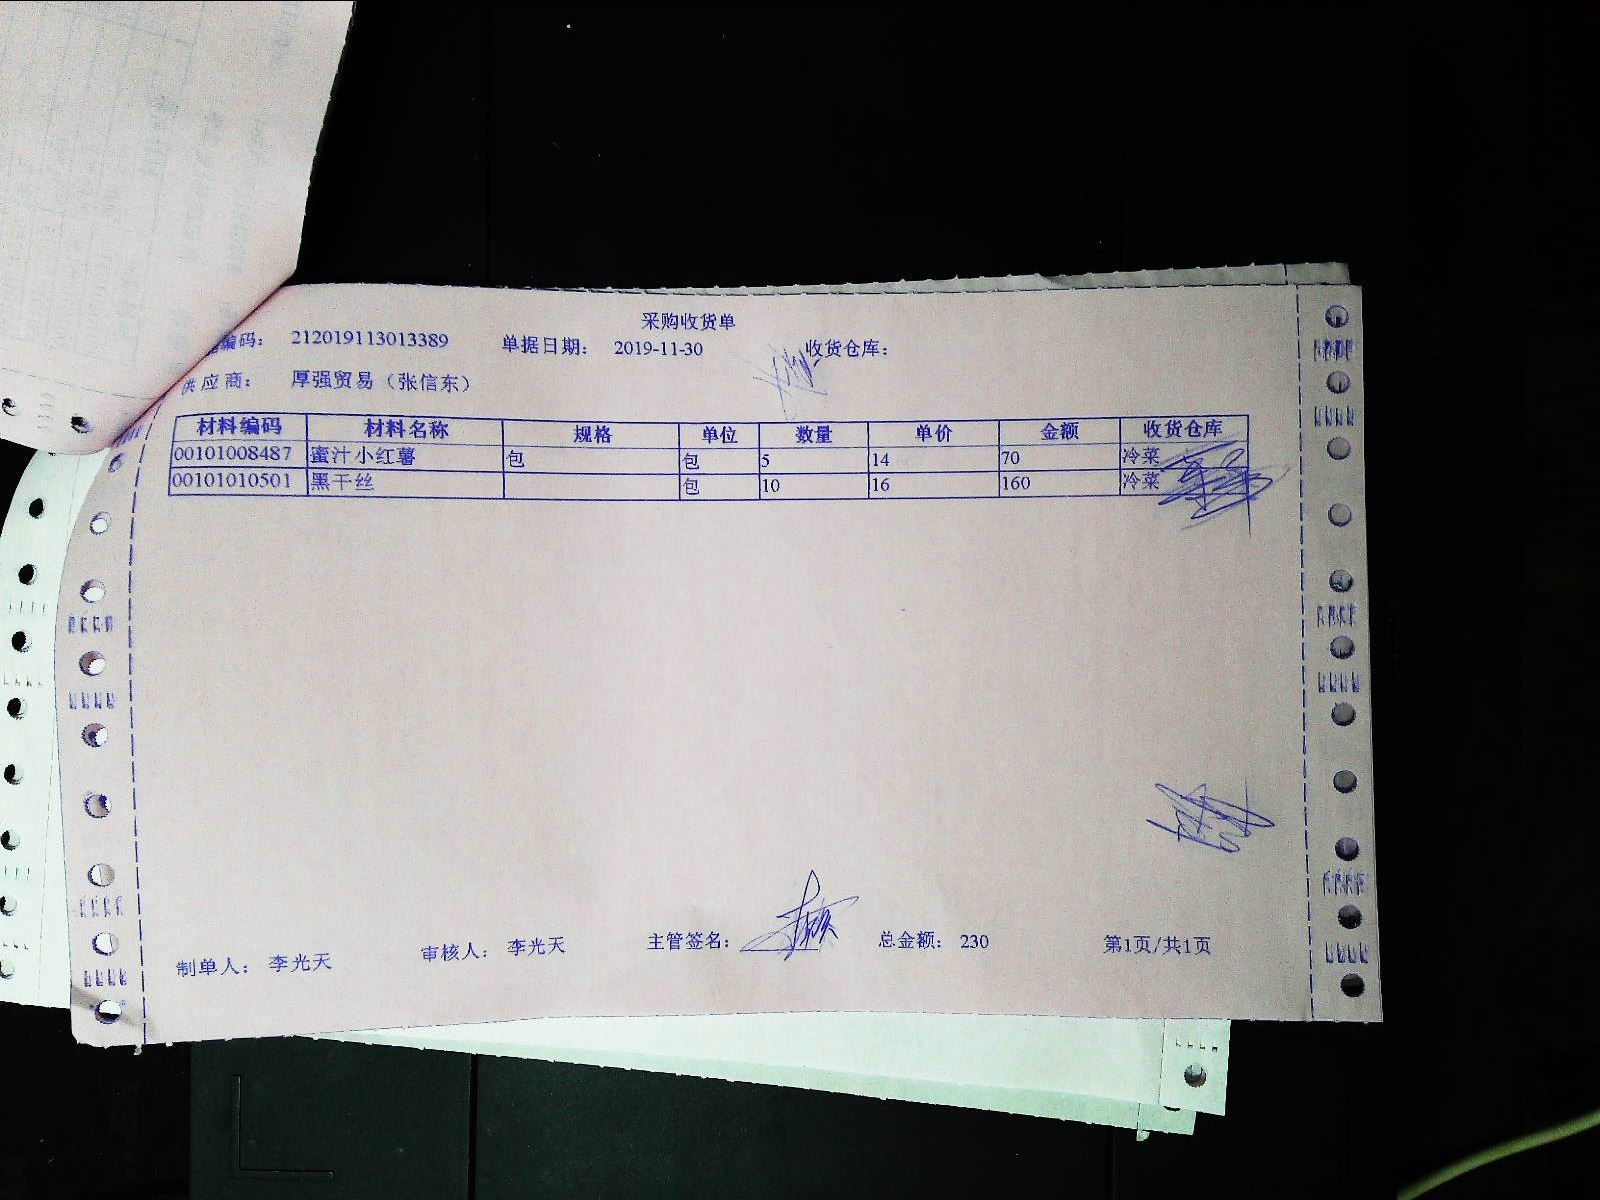 采购收货单
编码： 212019113013389 单据日期： 2019-11-30 收货仓库：
供应商： 厚强贸易（张信东）
材料编码 材料名称 规格 单位 数量 单价 金额 收货仓库
00101008487 蜜汁小红薯 包 包 5 14 70 冷菜
00101010501 黑干丝 包 10 16 160 冷菜
制单人： 李光天 审核人： 李光天 主管签名： 总金额： 230 第1页/共1页